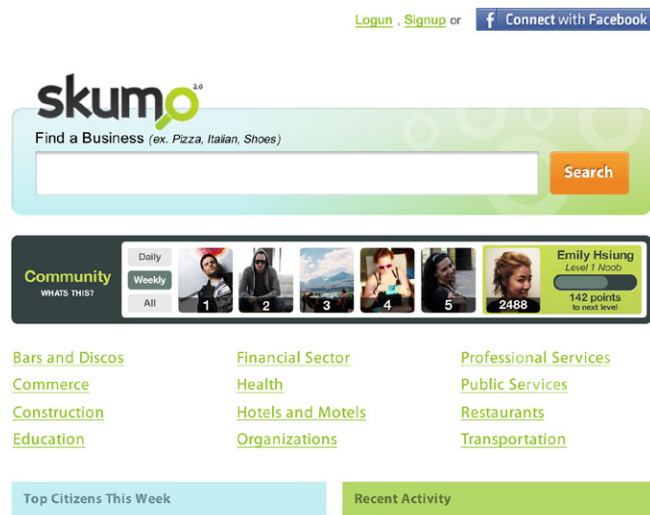 Logun , Signup or f Connect with Facebook
skumo 2.0
Find a Business (ex. Pizza, Italian, Shoes)
Search
Community
WHATS THIS?
Daily
Weekly
All
1
2
3
4
5
2488
Emily Hsiung
Level 1 Noob
142 points
to next level
Bars and Discos
Commerce
Construction
Education
Financial Sector
Health
Hotels and Motels
Organizations
Professional Services
Public Services
Restaurants
Transportation
Top Citizens This Week
Recent Activity